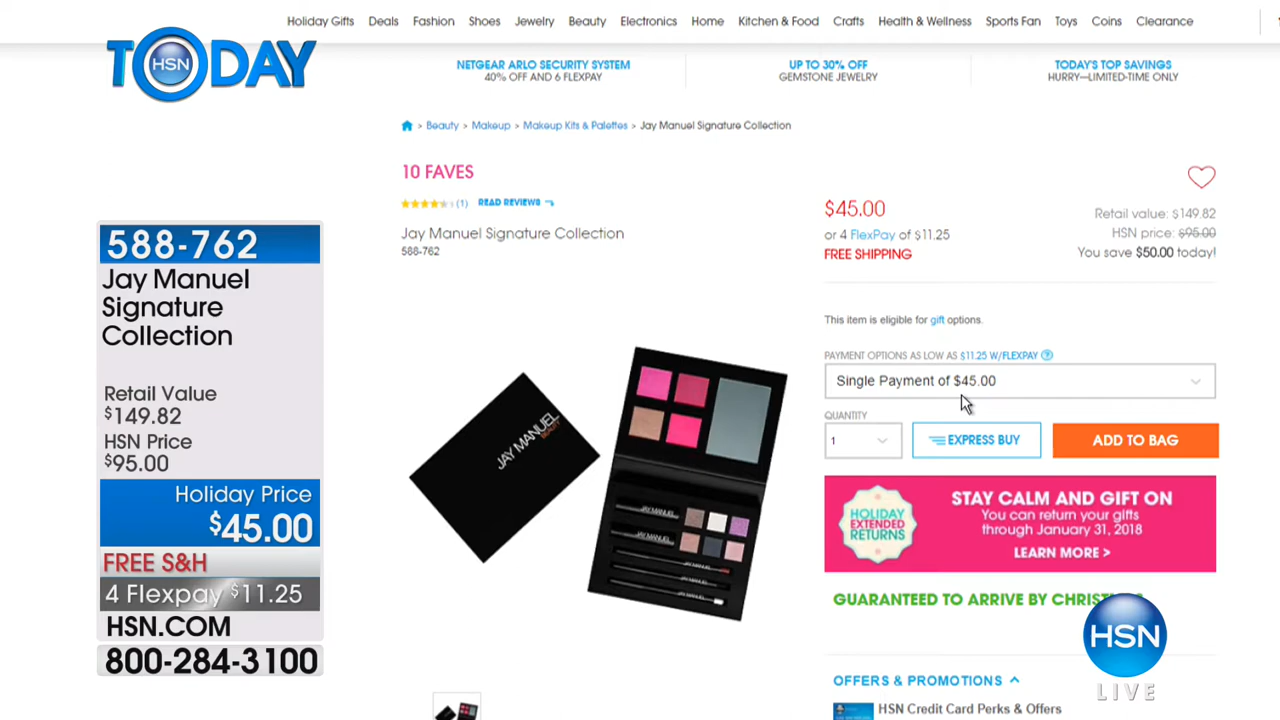 Holiday Gifts Deals Fashion Shoes Jewelry Beauty Electronics Home Kitchen & Food Crafts Health & Wellness Sports Fan Toys Coins Clearance
TODAY
HSN
NETGEAR ARLO SECURITY SYSTEM
40% OFF AND 6 FLEXPAY
UP TO 30% OFF
GEMSTONE JEWELRY
TODAY'S TOP SAVINGS
HURRY—LIMITED-TIME ONLY
> Beauty > Makeup > Makeup Kits & Palettes > Jay Manuel Signature Collection
10 FAVES
(1) READ REVIEWS
Jay Manuel Signature Collection
588-762
$45.00
or 4 FlexPay of $11.25
FREE SHIPPING
Retail value: $149.82
HSN price: $95.00
You save $50.00 today!
This item is eligible for gift options.
PAYMENT OPTIONS AS LOW AS $11.25 W/FLEXPAY ?
Single Payment of $45.00
QUANTITY
1
EXPRESS BUY
ADD TO BAG
HOLIDAY
EXTENDED
RETURNS
STAY CALM AND GIFT ON
You can return your gifts
through January 31, 2018
LEARN MORE >
GUARANTEED TO ARRIVE BY
OFFERS & PROMOTIONS
HSN Credit Card Perks & Offers
JAY MANUEL
BEAUTY
JAY MANUEL
JAY MANUEL
588-762
Jay Manuel
Signature
Collection
Retail Value
$149.82
HSN Price
$95.00
Holiday Price
$45.00
FREE S&H
4 Flexpay $11.25
HSN.COM
800-284-3100
HSN
LIVE